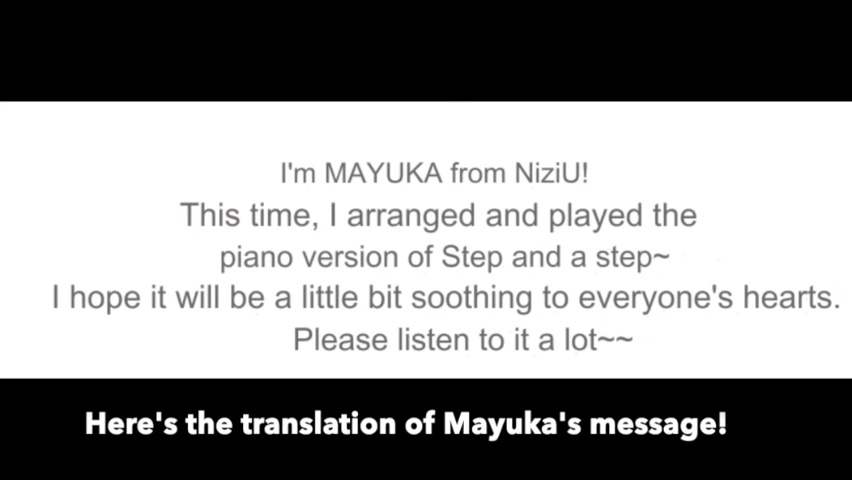 I'm MAYUKA from NiziU!
This time, I arranged and played the
piano version of Step and a step~
I hope it will be a little bit soothing to everyone's hearts.
Please listen to it a lot~~
Here's the translation of Mayuka's message!